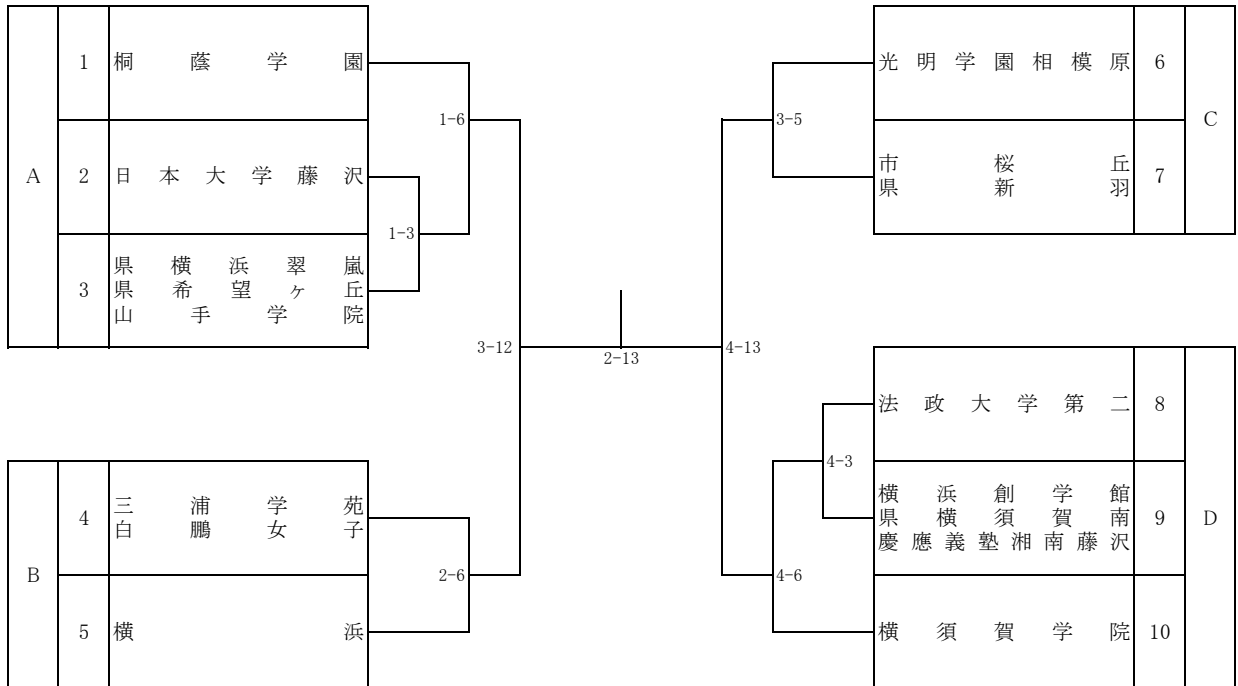 A
1 桐蔭学園
2 日本大学藤沢
3 県横浜翠嵐
県希望ヶ丘
山手学院
1-6
1-3
B
4 三浦学苑
白鵬女子
5 横浜
2-6
3-12
2-13
4-13
光明学園相模原 6
市桜丘
県新羽 7
C
3-5
法政大学第二 8
横浜創学館
県横須賀南 9
慶應義塾湘南藤沢
横須賀学院 10
D
4-3
4-6